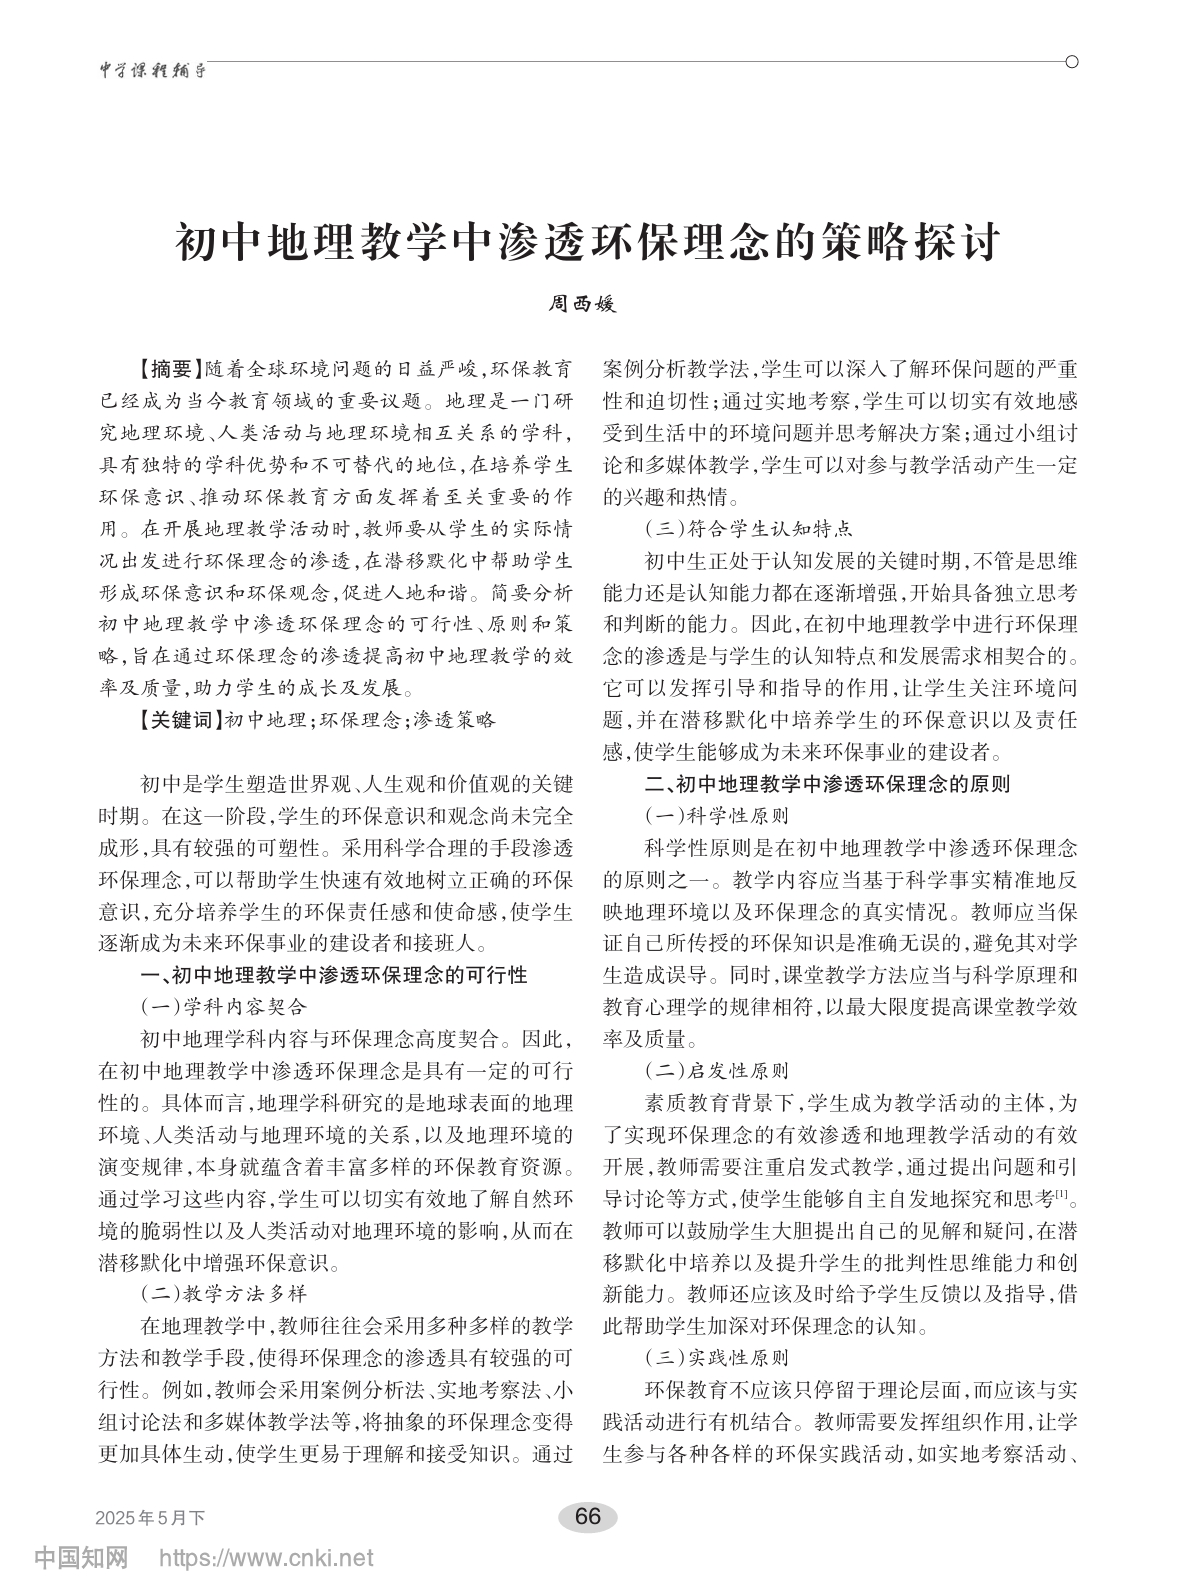 中学课程辅导
初中地理教学中渗透环保理念的策略探讨
周西媛
【摘要】随着全球环境问题的日益严峻，环保教育
已经成为当今教育领域的重要议题。地理是一门研
究地理环境、人类活动与地理环境相互关系的学科，
具有独特的学科优势和不可替代的地位，在培养学生
环保意识、推动环保教育方面发挥着至关重要的作
用。在开展地理教学活动时，教师要从学生的实际情
况出发进行环保理念的渗透，在潜移默化中帮助学生
形成环保意识和环保观念，促进人地和谐。简要分析
初中地理教学中渗透环保理念的可行性、原则和策
略，旨在通过环保理念的渗透提高初中地理教学的效
率及质量，助力学生的成长及发展。
【关键词】初中地理；环保理念；渗透策略
初中是学生塑造世界观、人生观和价值观的关键
时期。在这一阶段，学生的环保意识和观念尚未完全
成形，具有较强的可塑性。采用科学合理的手段渗透
环保理念，可以帮助学生快速有效地树立正确的环保
意识，充分培养学生的环保责任感和使命感，使学生
逐渐成为未来环保事业的建设者和接班人。
一、初中地理教学中渗透环保理念的可行性
（一）学科内容契合
初中地理学科内容与环保理念高度契合。因此，
在初中地理教学中渗透环保理念是具有一定的可行
性的。具体而言，地理学科研究的是地球表面的地理
环境、人类活动与地理环境的关系，以及地理环境的
演变规律，本身就蕴含着丰富多样的环保教育资源。
通过学习这些内容，学生可以切实有效地了解自然环
境的脆弱性以及人类活动对地理环境的影响，从而在
潜移默化中增强环保意识。
（二）教学方法多样
在地理教学中，教师往往会采用多种多样的教学
方法和教学手段，使得环保理念的渗透具有较强的可
行性。例如，教师会采用案例分析法、实地考察法、小
组讨论法和多媒体教学法等，将抽象的环保理念变得
更加具体生动，使学生更易于理解和接受知识。通过
案例分析教学法，学生可以深入了解环保问题的严重
性和迫切性；通过实地考察，学生可以切实有效地感
受到生活中的环境问题并思考解决方案；通过小组讨
论和多媒体教学，学生可以对参与教学活动产生一定
的兴趣和热情。
（三）符合学生认知特点
初中生正处于认知发展的关键时期，不管是思维
能力还是认知能力都在逐渐增强，开始具备独立思考
和判断的能力。因此，在初中地理教学中进行环保理
念的渗透是与学生的认知特点和发展需求相契合的。
它可以发挥引导和指导的作用，让学生关注环境问
题，并在潜移默化中培养学生的环保意识以及责任
感，使学生能够成为未来环保事业的建设者。
二、初中地理教学中渗透环保理念的原则
（一）科学性原则
科学性原则是在初中地理教学中渗透环保理念
的原则之一。教学内容应当基于科学事实精准地反
映地理环境以及环保理念的真实情况。教师应当保
证自己所传授的环保知识是准确无误的，避免其对学
生造成误导。同时，课堂教学方法应当与科学原理和
教育心理学的规律相符，以最大限度提高课堂教学效
率及质量。
（二）启发性原则
素质教育背景下，学生成为教学活动的主体，为
了实现环保理念的有效渗透和地理教学活动的有效
开展，教师需要注重启发式教学，通过提出问题和引
导讨论等方式，使学生能够自主自发地探究和思考[1]。
教师可以鼓励学生大胆提出自己的见解和疑问，在潜
移默化中培养以及提升学生的批判性思维能力和创
新能力。教师还应该及时给予学生反馈以及指导，借
此帮助学生加深对环保理念的认知。
（三）实践性原则
环保教育不应该只停留于理论层面，而应该与实
践活动进行有机结合。教师需要发挥组织作用，让学
生参与各种各样的环保实践活动，如实地考察活动、
2025年5月下
66
中国知网 https://www.cnki.net